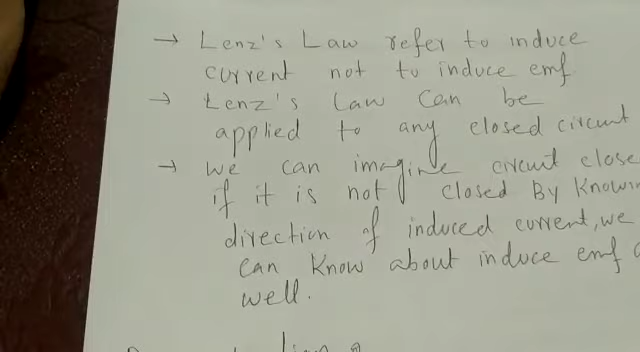 → Lenz's Law refer to induce
current not to induce emf.
→ Lenz's Law can be
applied to any closed circuit
→ We can imagine circuit close
if it is not closed By Knowin
direction of induced current, we
can Know about induce emf a
well.